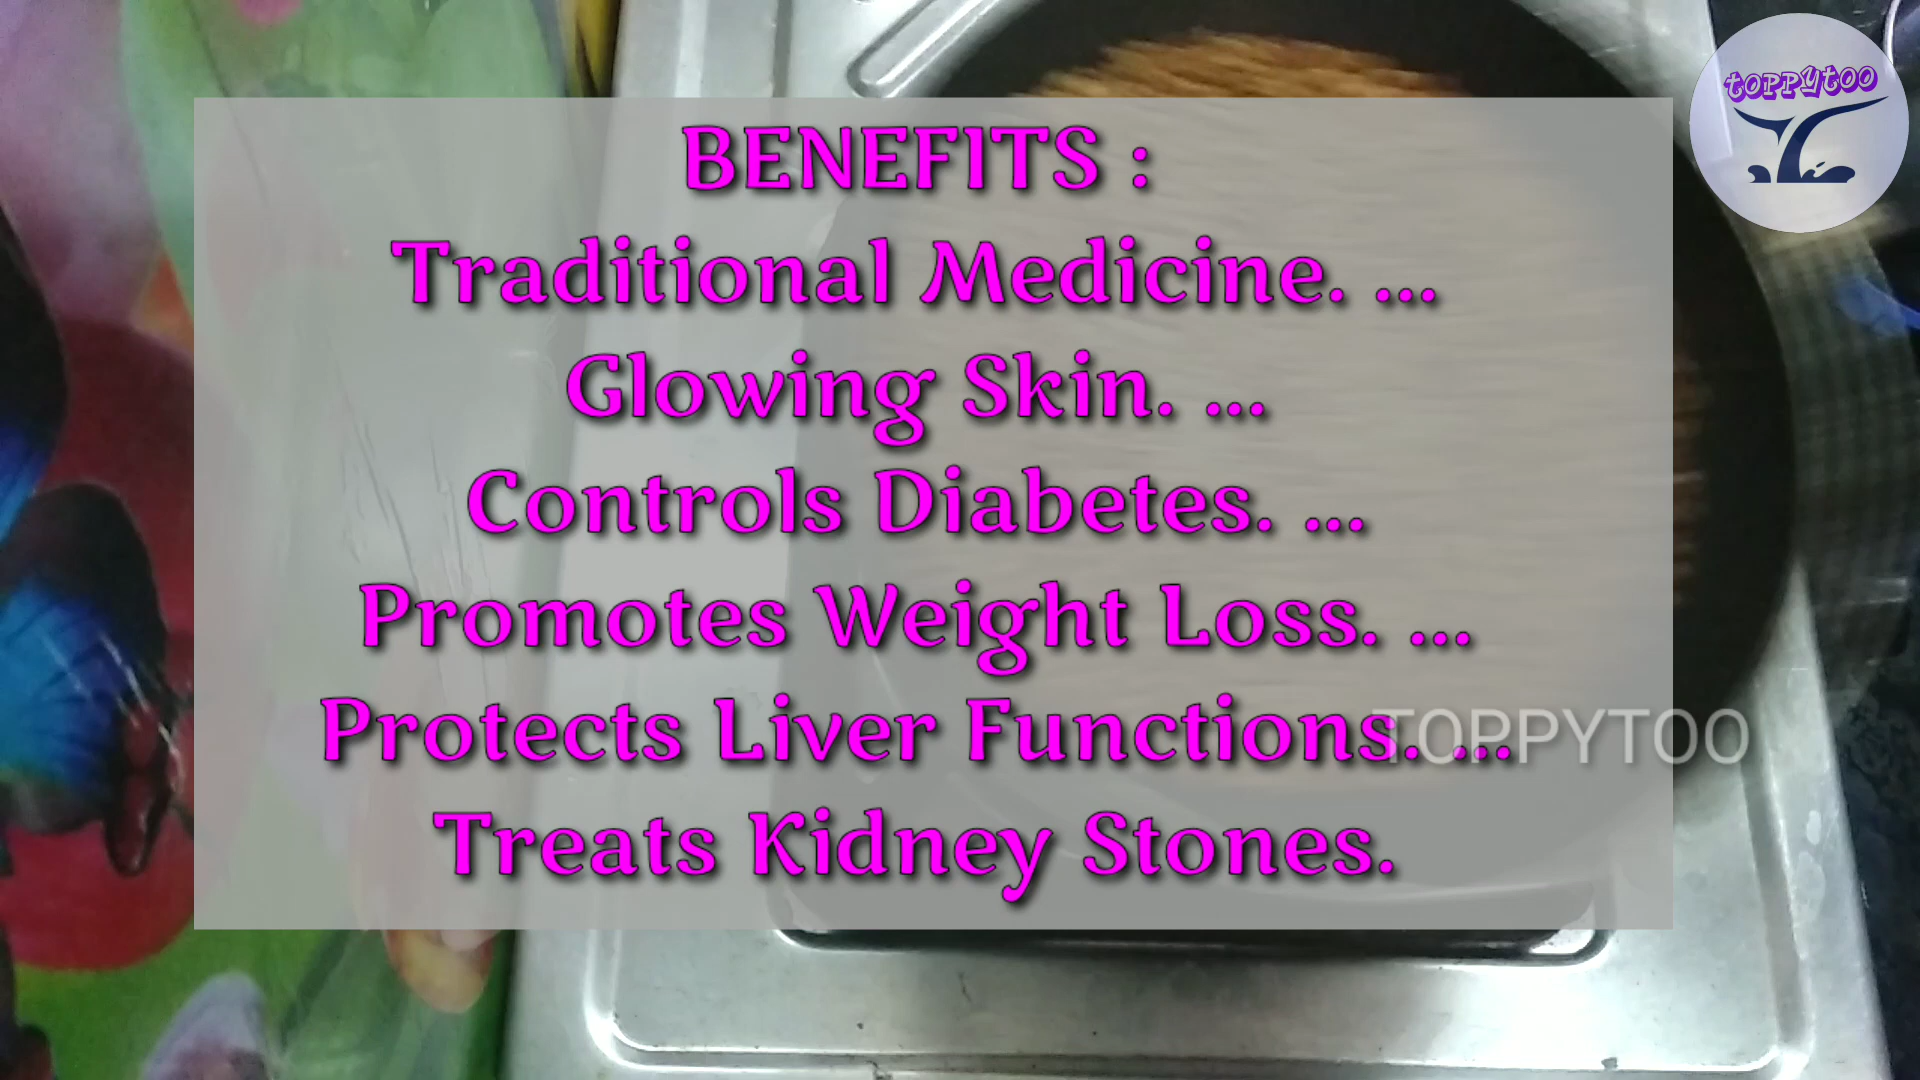 toppytoo
BENEFITS :
Traditional Medicine. ...
Glowing Skin. ...
Controls Diabetes. ...
Promotes Weight Loss. ...
Protects Liver Functions. ...
TOPPYTOO
Treats Kidney Stones.